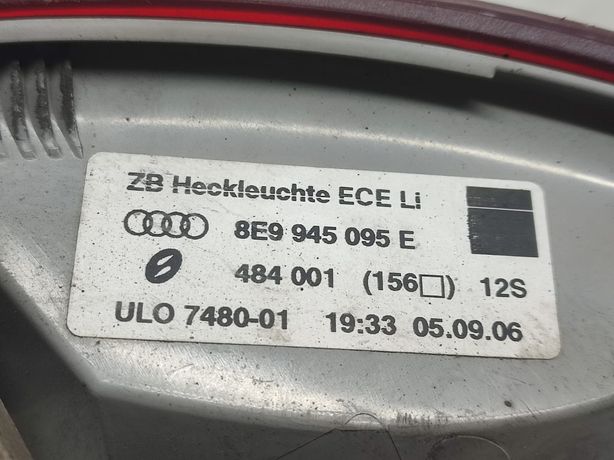 ZB Heckleuchte ECE Li
8E9 945 095 E
484 001 (156□) 12S
ULO 7480-01 19:33 05.09.06